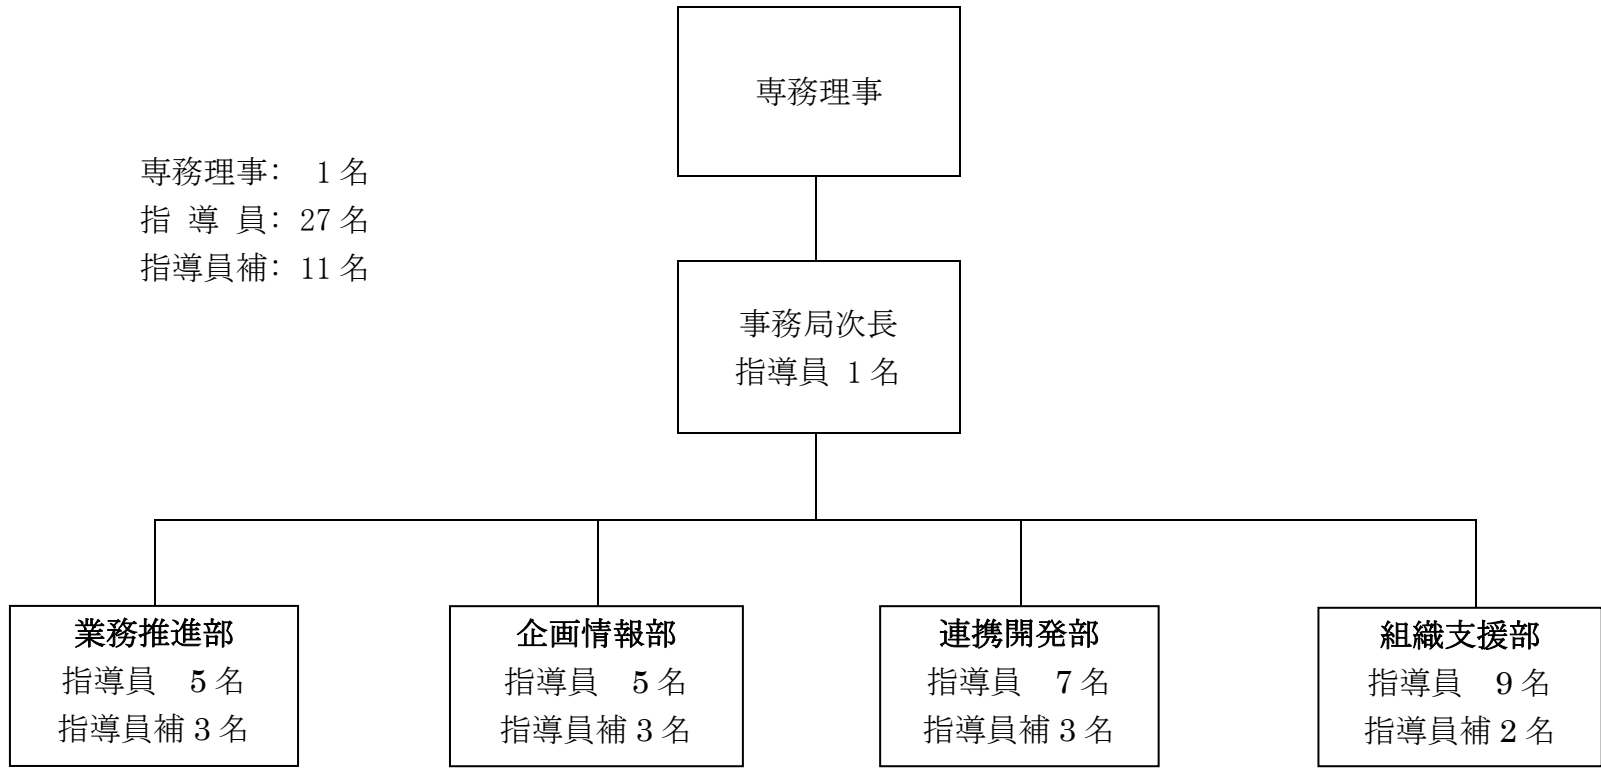 専務理事
専務理事： 1名
指 導 員： 27名
指導員補： 11名
事務局次長
指導員 1名
業務推進部
指導員 5名
指導員補3名
企画情報部
指導員 5名
指導員補3名
連携開発部
指導員 7名
指導員補3名
組織支援部
指導員 9名
指導員補2名